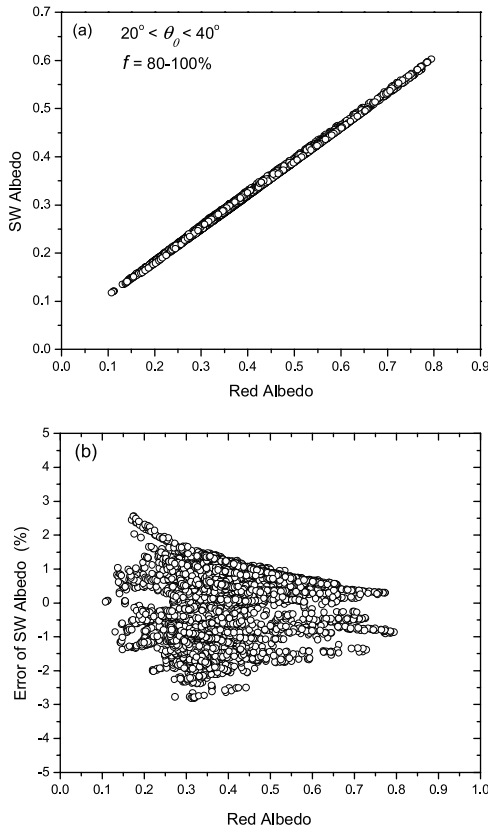 (a)
20° < θ₀ < 40°
f = 80-100%
SW Albedo
0.7
0.6
0.5
0.4
0.3
0.2
0.1
0.0
0.0 0.1 0.2 0.3 0.4 0.5 0.6 0.7 0.8 0.9
Red Albedo
(b)
Error of SW Albedo (%)
5
4
3
2
1
0
-1
-2
-3
-4
-5
0.0 0.1 0.2 0.3 0.4 0.5 0.6 0.7 0.8 0.9 1.0
Red Albedo